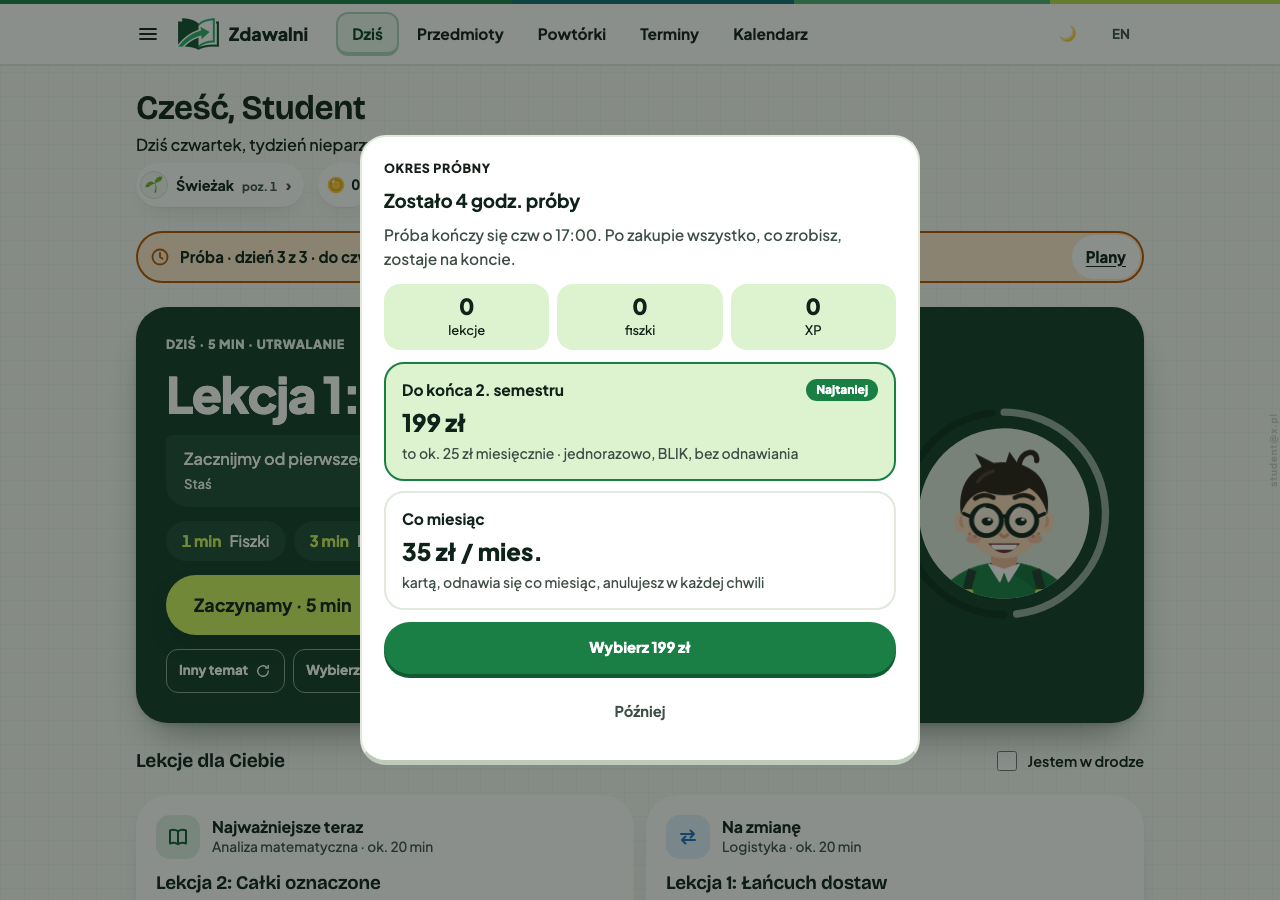 Zdawalni
Dziś
Przedmioty
Powtórki
Terminy
Kalendarz
EN
Cześć, Student
Dziś czwartek, tydzień nieparz
Świeżak poz. 1 ›
0
Próba · dzień 3 z 3 · do czw
Plany
DZIŚ · 5 MIN · UTRWALANIE
Lekcja 1:
Zacznijmy od pierwszej
Staś
1 min Fiszki
3 min
Zaczynamy · 5 min
Inny temat
Wybierz
OKRES PRÓBNY
Zostało 4 godz. próby
Próba kończy się czw o 17:00. Po zakupie wszystko, co zrobisz,
zostaje na koncie.
0
lekcje
0
fiszki
0
XP
Do końca 2. semestru
Najtaniej
199 zł
to ok. 25 zł miesięcznie · jednorazowo, BLIK, bez odnawiania
Co miesiąc
35 zł / mies.
kartą, odnawia się co miesiąc, anulujesz w każdej chwili
Wybierz 199 zł
Później
student@x.pl
Lekcje dla Ciebie
Jestem w drodze
Najważniejsze teraz
Analiza matematyczna · ok. 20 min
Lekcja 2: Całki oznaczone
Na zmianę
Logistyka · ok. 20 min
Lekcja 1: Łańcuch dostaw